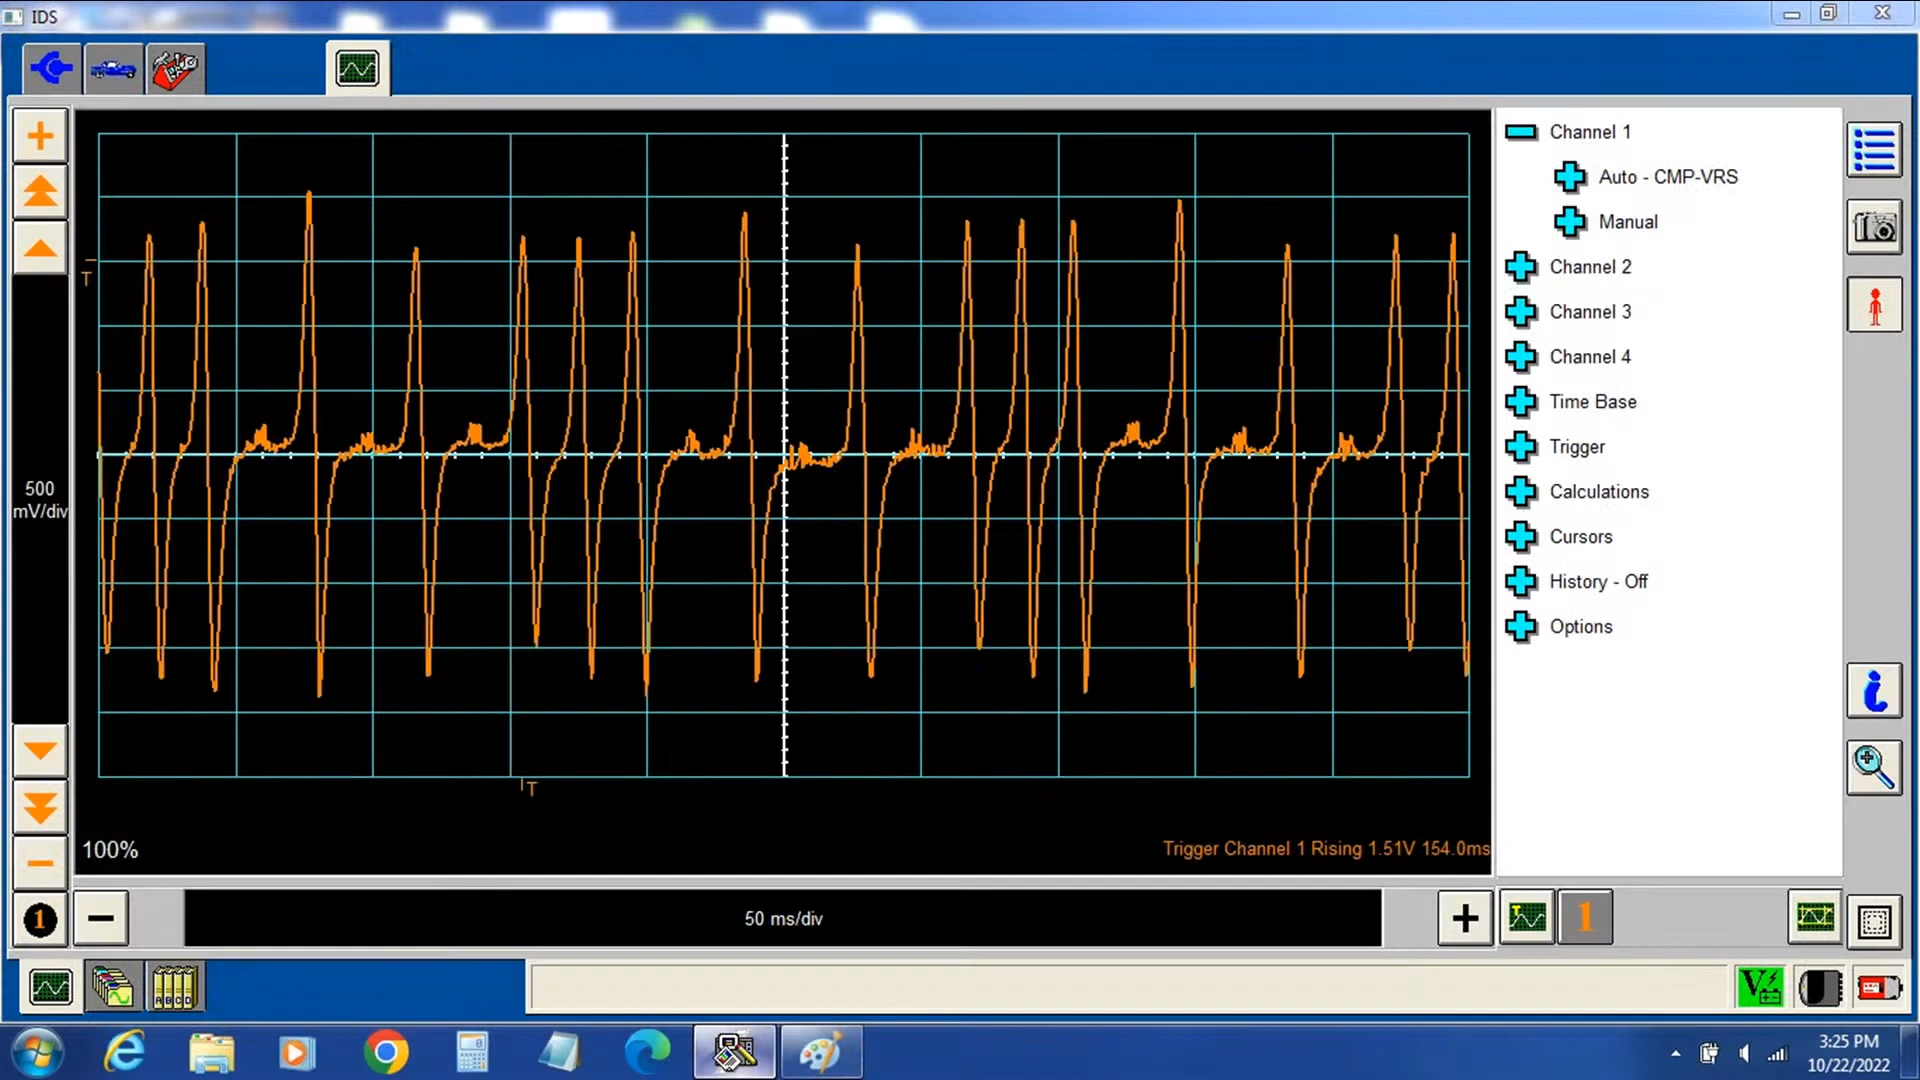 IDS
Channel 1
Auto - CMP-VRS
Manual
Channel 2
Channel 3
Channel 4
Time Base
Trigger
Calculations
Cursors
History - Off
Options
T
500
mV/div
T
100%
Trigger Channel 1 Rising 1.51V 154.0ms
1
50 ms/div
T
1
A B C D
V
3:25 PM
10/22/2022